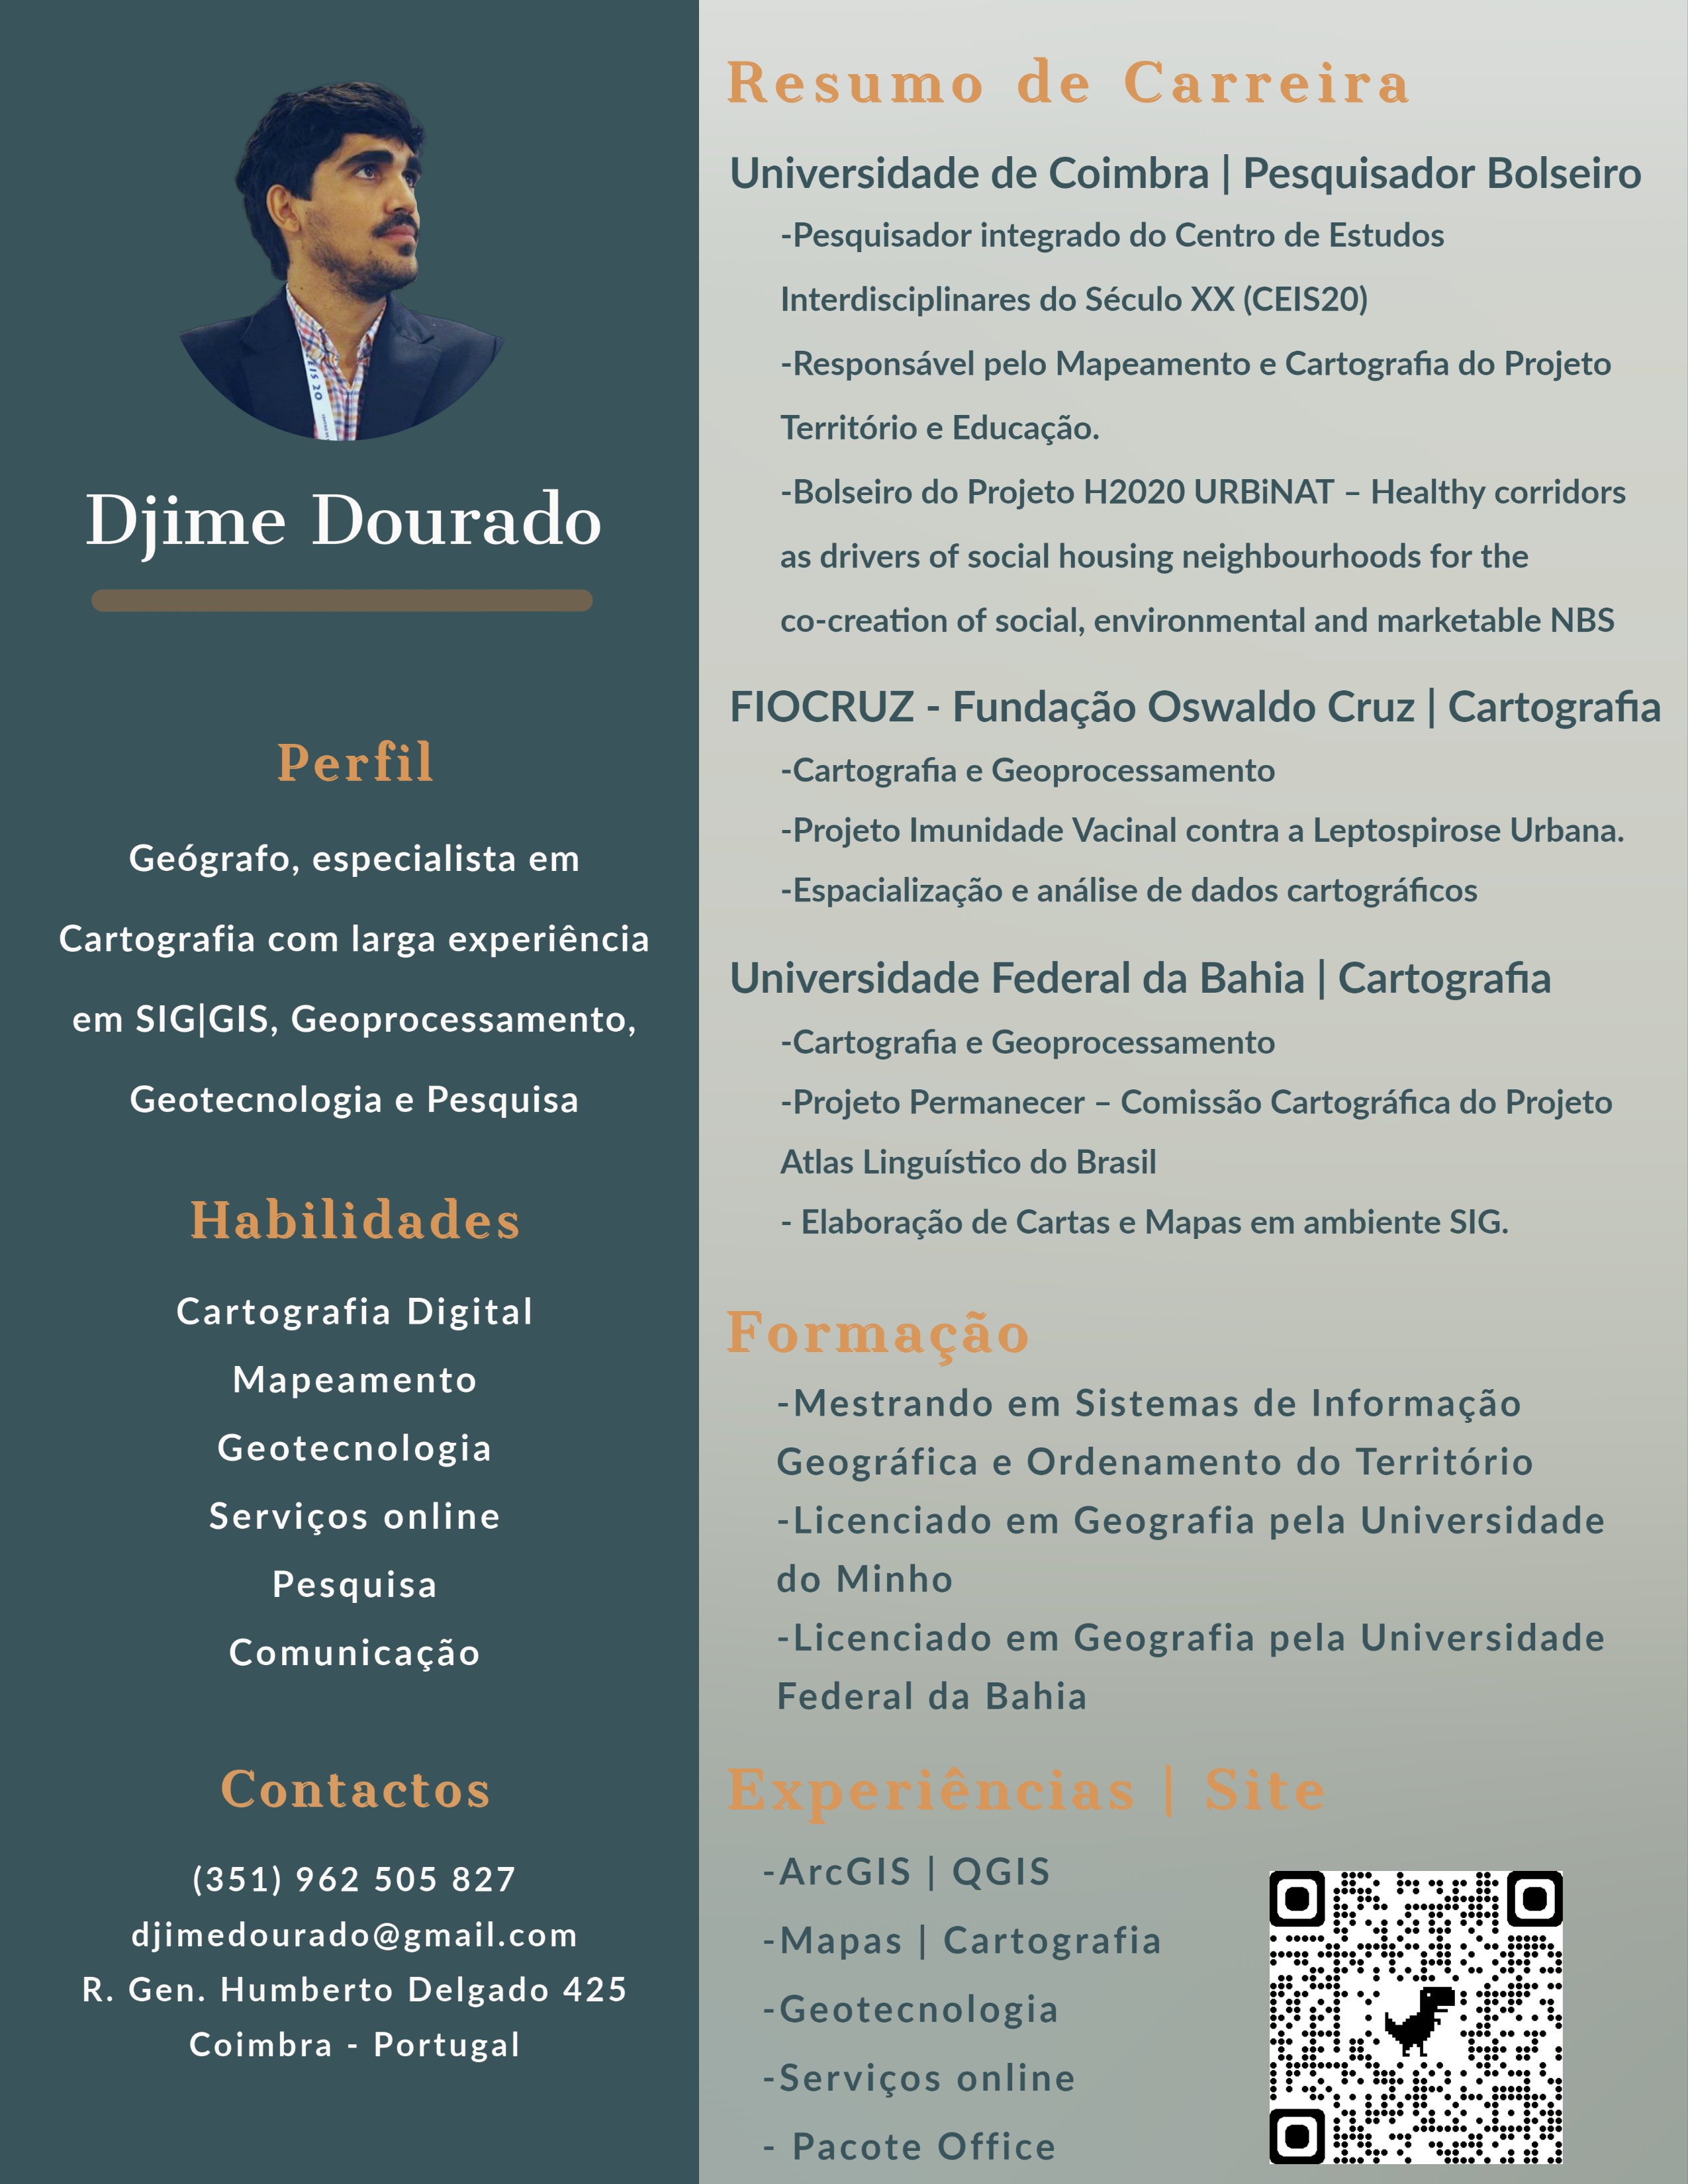 Djime Dourado
Perfil
Geógrafo, especialista em
Cartografia com larga experiência
em SIG|GIS, Geoprocessamento,
Geotecnologia e Pesquisa
Habilidades
Cartografia Digital
Mapeamento
Geotecnologia
Serviços online
Pesquisa
Comunicação
Contactos
(351) 962 505 827
djimedourado@gmail.com
R. Gen. Humberto Delgado 425
Coimbra - Portugal
Resumo de Carreira
Universidade de Coimbra | Pesquisador Bolseiro
-Pesquisador integrado do Centro de Estudos
Interdisciplinares do Século XX (CEIS20)
-Responsável pelo Mapeamento e Cartografia do Projeto
Território e Educação.
-Bolseiro do Projeto H2020 URBiNAT – Healthy corridors
as drivers of social housing neighbourhoods for the
co-creation of social, environmental and marketable NBS
FIOCRUZ - Fundação Oswaldo Cruz | Cartografia
-Cartografia e Geoprocessamento
-Projeto Imunidade Vacinal contra a Leptospirose Urbana.
-Espacialização e análise de dados cartográficos
Universidade Federal da Bahia | Cartografia
-Cartografia e Geoprocessamento
-Projeto Permanecer – Comissão Cartográfica do Projeto
Atlas Linguístico do Brasil
- Elaboração de Cartas e Mapas em ambiente SIG.
Formação
-Mestrando em Sistemas de Informação
Geográfica e Ordenamento do Território
-Licenciado em Geografia pela Universidade
do Minho
-Licenciado em Geografia pela Universidade
Federal da Bahia
Experiências | Site
-ArcGIS | QGIS
-Mapas | Cartografia
-Geotecnologia
-Serviços online
- Pacote Office